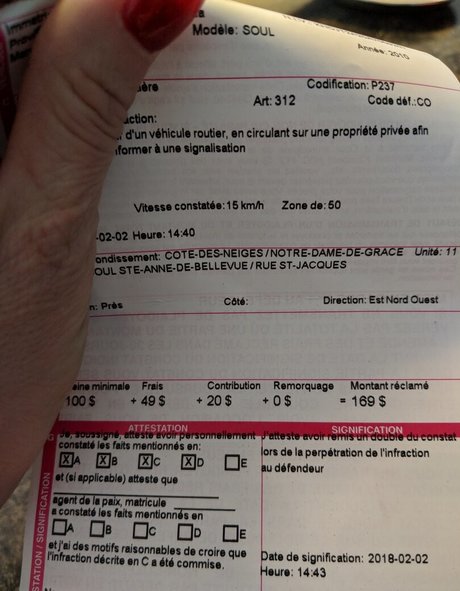 Modèle: SOUL
Année: 2010
Codification: P237
Art: 312 Code déf.: CO
d'un véhicule routier, en circulant sur une propriété privée afin
à une signalisation
Vitesse constatée: 15 km/h Zone de: 50
-02-02 Heure: 14:40
COTE-DES-NEIGES / NOTRE-DAME-DE-GRACE Unité: 11
STE-ANNE-DE-BELLEVUE / RUE ST-JACQUES
Près Côté: Direction: Est Nord Ouest
minimale Frais Contribution Remorquage Montant réclamé
100 $ + 49 $ + 20 $ + 0 $ = 169 $
ATTESTATION SIGNIFICATION
soussigné, atteste avoir personnellement
constaté les faits mentionnés en:
X A X B X C X D E
et (si applicable) atteste que
agent de la paix, matricule
a constaté les faits mentionnés en
A B C D E
et j'ai des motifs raisonnables de croire que
l'infraction décrite en C a été commise.
J'atteste avoir remis un double du constat
lors de la perpétration de l'infraction
au défendeur
Date de signification: 2018-02-02
Heure: 14:43
/ SIGNIFICATION